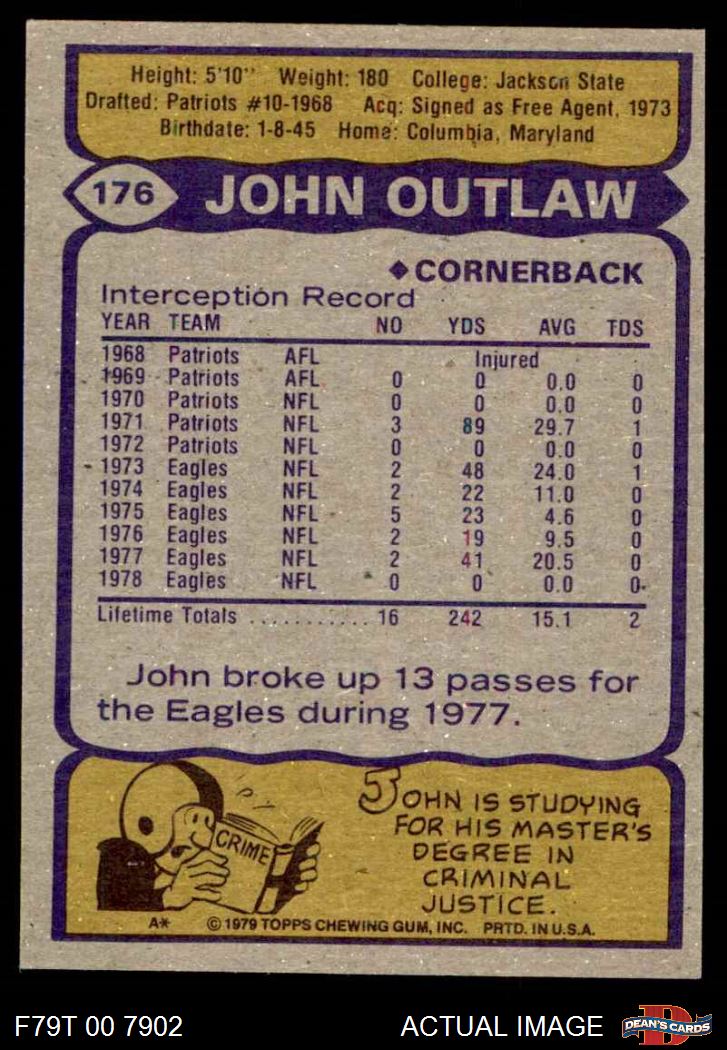 Height: 5'10" Weight: 180 College: Jackson State
Drafted: Patriots #10-1968 Acq: Signed as Free Agent, 1973
Birthdate: 1-8-45 Home: Columbia, Maryland
176 JOHN OUTLAW
◆CORNERBACK
Interception Record
YEAR TEAM NO YDS AVG TDS
1968 Patriots AFL Injured
1969 Patriots AFL 0 0 0.0 0
1970 Patriots NFL 0 0 0.0 0
1971 Patriots NFL 3 89 29.7 1
1972 Patriots NFL 0 0 0.0 0
1973 Eagles NFL 2 48 24.0 1
1974 Eagles NFL 2 22 11.0 0
1975 Eagles NFL 5 23 4.6 0
1976 Eagles NFL 2 19 9.5 0
1977 Eagles NFL 2 41 20.5 0
1978 Eagles NFL 0 0 0.0 0
Lifetime Totals ........... 16 242 15.1 2
John broke up 13 passes for
the Eagles during 1977.
CRIME
JOHN IS STUDYING
FOR HIS MASTER'S
DEGREE IN
CRIMINAL
JUSTICE.
A* © 1979 TOPPS CHEWING GUM, INC. PRTD. IN U.S.A.
F79T 00 7902 ACTUAL IMAGE D DEAN'S CARDS